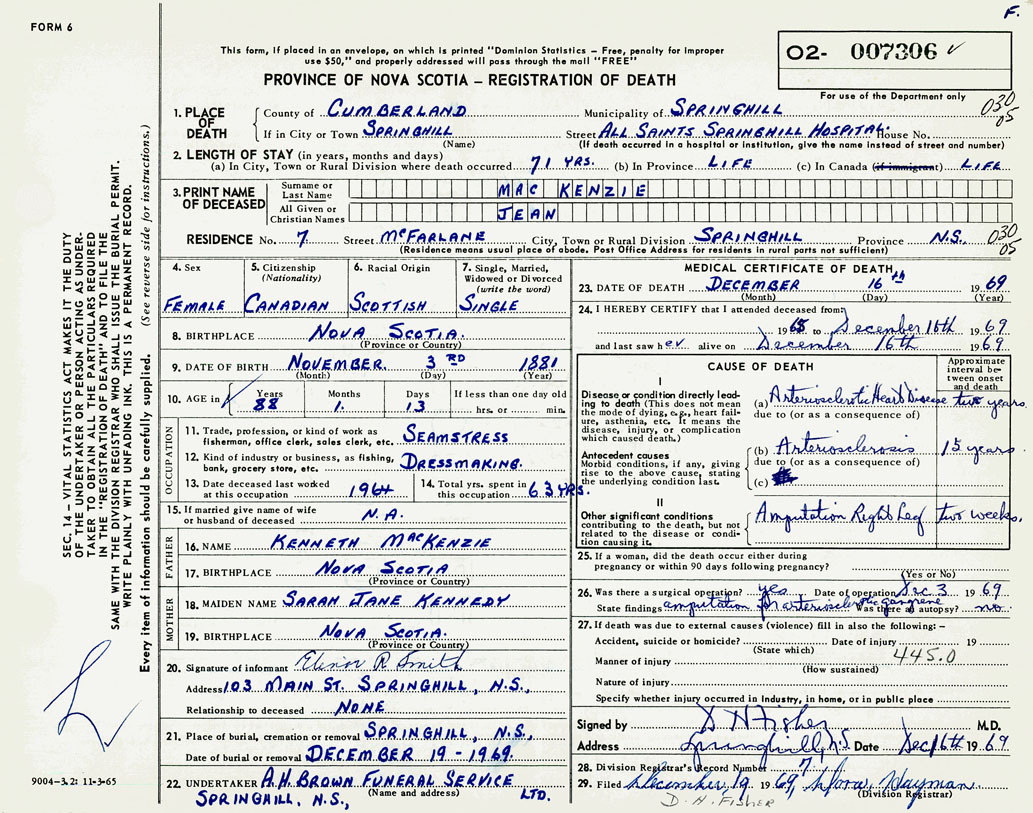 F.
FORM 6
This form, if placed in an envelope, on which is printed "Dominion Statistics – Free, penalty for improper
use $50," and properly addressed will pass through the mail "FREE"
PROVINCE OF NOVA SCOTIA – REGISTRATION OF DEATH
02- 007306 ✓
For use of the Department only
030
05
SEC. 14 – VITAL STATISTICS ACT MAKES IT THE DUTY
OF THE UNDERTAKER OR PERSON ACTING AS UNDER-
TAKER TO OBTAIN ALL THE PARTICULARS REQUIRED
IN THE "REGISTRATION OF DEATH" AND TO FILE THE
SAME WITH THE DIVISION REGISTRAR WHO SHALL ISSUE THE BURIAL PERMIT.
WRITE PLAINLY WITH UNFADING INK. THIS IS A PERMANENT RECORD.
Every item of information should be carefully supplied. (See reverse side for instructions.)
1. PLACE OF DEATH
County of CUMBERLAND Municipality of SPRINGHILL
If in City or Town SPRINGHILL Street ALL SAINTS SPRINGHILL HOSPITAL. House No.
(Name) (If death occurred in a hospital or institution, give the name instead of street and number)
2. LENGTH OF STAY (in years, months and days)
(a) In City, Town or Rural Division where death occurred 71 YRS. (b) In Province LIFE (c) In Canada (if immigrant) LIFE
3. PRINT NAME OF DECEASED
Surname or Last Name MAC KENZIE
All Given or Christian Names JEAN
RESIDENCE No. 7 Street McFARLANE City, Town or Rural Division SPRINGHILL Province N.S. 030
05
(Residence means usual place of abode. Post Office Address for residents in rural parts not sufficient)
4. Sex
FEMALE
5. Citizenship
(Nationality)
CANADIAN
6. Racial Origin
SCOTTISH
7. Single, Married,
Widowed or Divorced
(write the word)
SINGLE
8. BIRTHPLACE NOVA SCOTIA.
(Province or Country)
9. DATE OF BIRTH NOVEMBER 3RD 1881
(Month) (Day) (Year)
10. AGE in Years Months Days If less than one day old
88 1. 13 hrs. or min.
OCCUPATION
11. Trade, profession, or kind of work as
fisherman, office clerk, sales clerk, etc. SEAMSTRESS
12. Kind of industry or business, as fishing,
bank, grocery store, etc. DRESSMAKING.
13. Date deceased last worked
at this occupation 1964
14. Total yrs. spent in
this occupation 63 YRS.
15. If married give name of wife
or husband of deceased N.A.
FATHER
16. NAME KENNETH MACKENZIE
17. BIRTHPLACE NOVA SCOTIA
(Province or Country)
MOTHER
18. MAIDEN NAME SARAH JANE KENNEDY
19. BIRTHPLACE NOVA SCOTIA.
(Province or Country)
20. Signature of informant Elinor R Smith
Address 103 MAIN ST. SPRINGHILL, N.S.,
Relationship to deceased NONE
21. Place of burial, cremation or removal SPRINGHILL, N.S.,
Date of burial or removal DECEMBER 19 - 1969.
22. UNDERTAKER A.H. BROWN FUNERAL SERVICE
(Name and address) LTD.
SPRINGHILL, N.S.,
9004-3.2: 11-3-65
MEDICAL CERTIFICATE OF DEATH
23. DATE OF DEATH DECEMBER 16th 1969
(Month) (Day) (Year)
24. I HEREBY CERTIFY that I attended deceased from
1965 to December 16th 1969
and last saw her alive on December 16th 1969
CAUSE OF DEATH
Approximate
interval be-
tween onset
and death
I
Disease or condition directly lead-
ing to death (This does not mean
the mode of dying, e.g., heart fail-
ure, asthenia, etc. It means the
disease, injury, or complication
which caused death.)
(a) Arteriosclerotic Heart Disease two years.
due to (or as a consequence of)
Antecedent causes
Morbid conditions, if any, giving
rise to the above cause, stating
the underlying condition last.
(b) Arteriosclerosis 15 years.
due to (or as a consequence of)
(c)
II
Other significant conditions
contributing to the death, but not
related to the disease or condi-
tion causing it.
Amputation Right Leg two weeks.
25. If a woman, did the death occur either during
pregnancy or within 90 days following pregnancy?
(Yes or No)
26. Was there a surgical operation? yes Date of operation Dec 3 1969
State findings amputation for arteriosclerotic gangrene Was there an autopsy? no
27. If death was due to external causes (violence) fill in also the following: –
Accident, suicide or homicide? Date of injury 19
(State which) 445.0
Manner of injury
(How sustained)
Nature of injury
Specify whether injury occurred in industry, in home, or in public place
Signed by D H Fisher M.D.
Address Springhill N.S Date Dec 16th 1969
28. Division Registrar's Record Number 7
29. Filed December 19 1969, Hayman
(Division Registrar)
D. H. FISHER